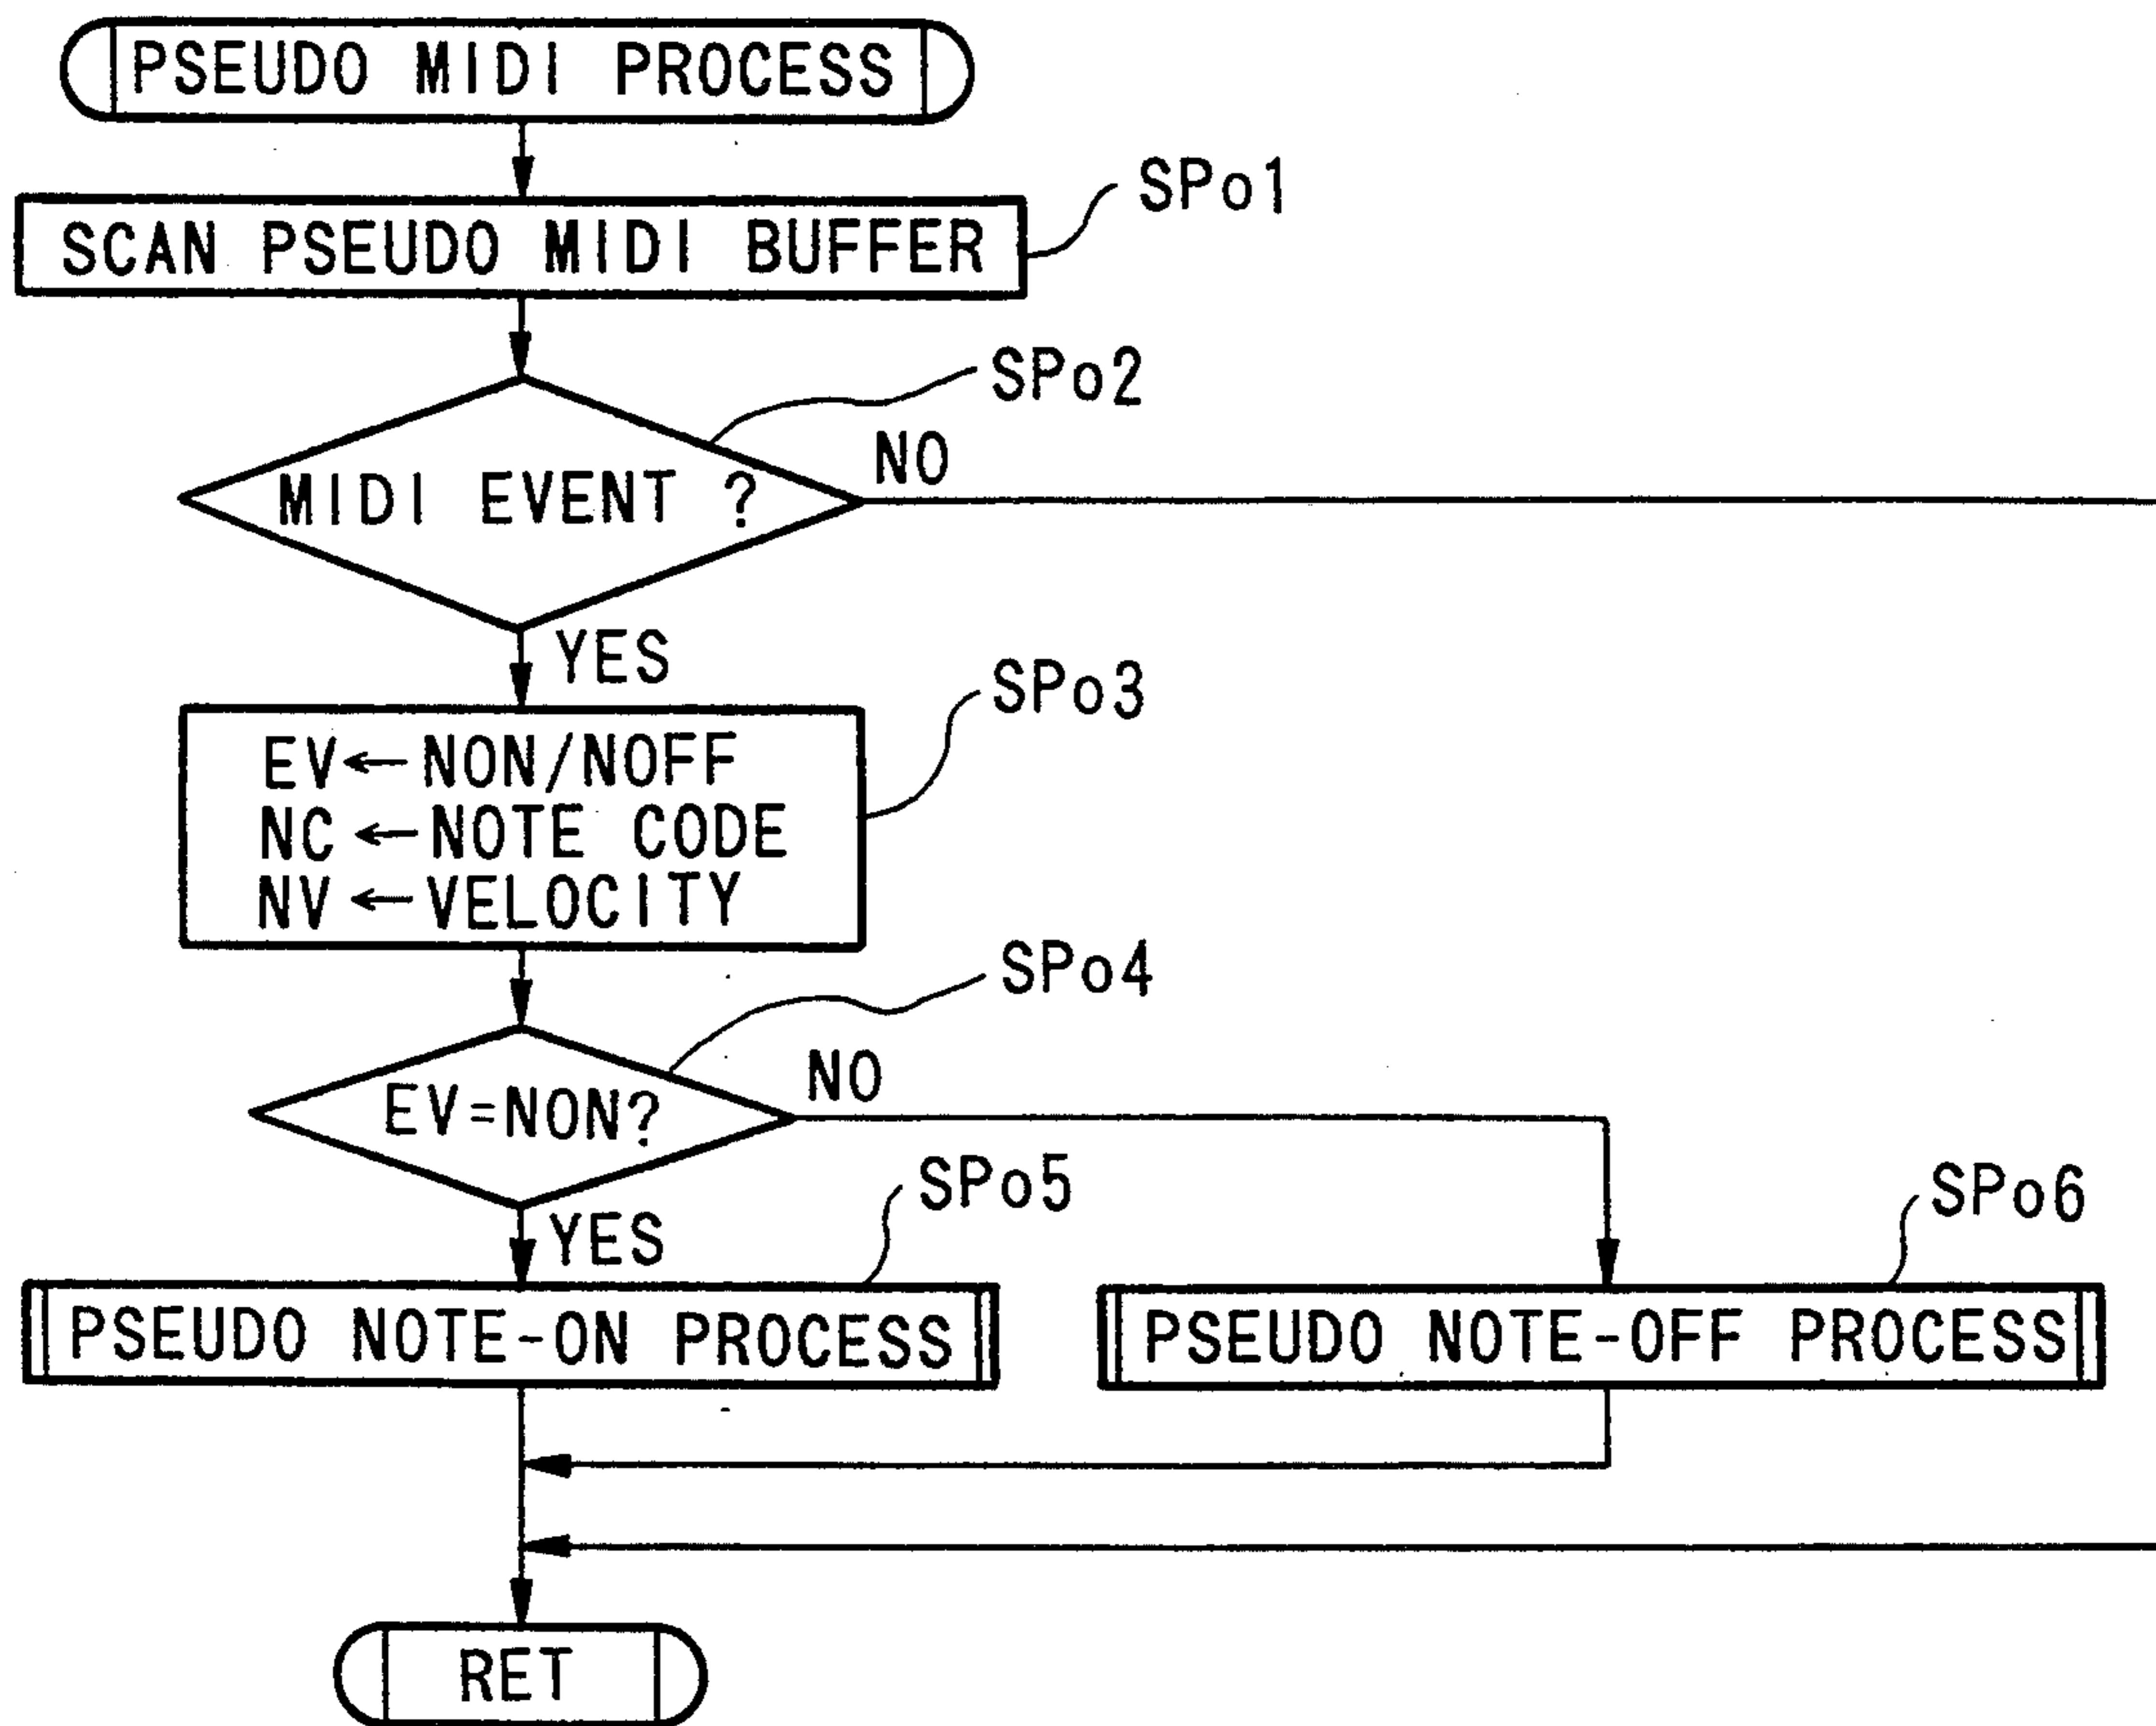 PSEUDO MIDI PROCESS
SPo1
SCAN PSEUDO MIDI BUFFER
SPo2
NO
MIDI EVENT ?
YES
SPo3
EV←NON/NOFF
NC←NOTE CODE
NV←VELOCITY
SPo4
NO
EV=NON?
SPo5
SPo6
YES
PSEUDO NOTE-ON PROCESS
PSEUDO NOTE-OFF PROCESS
RET